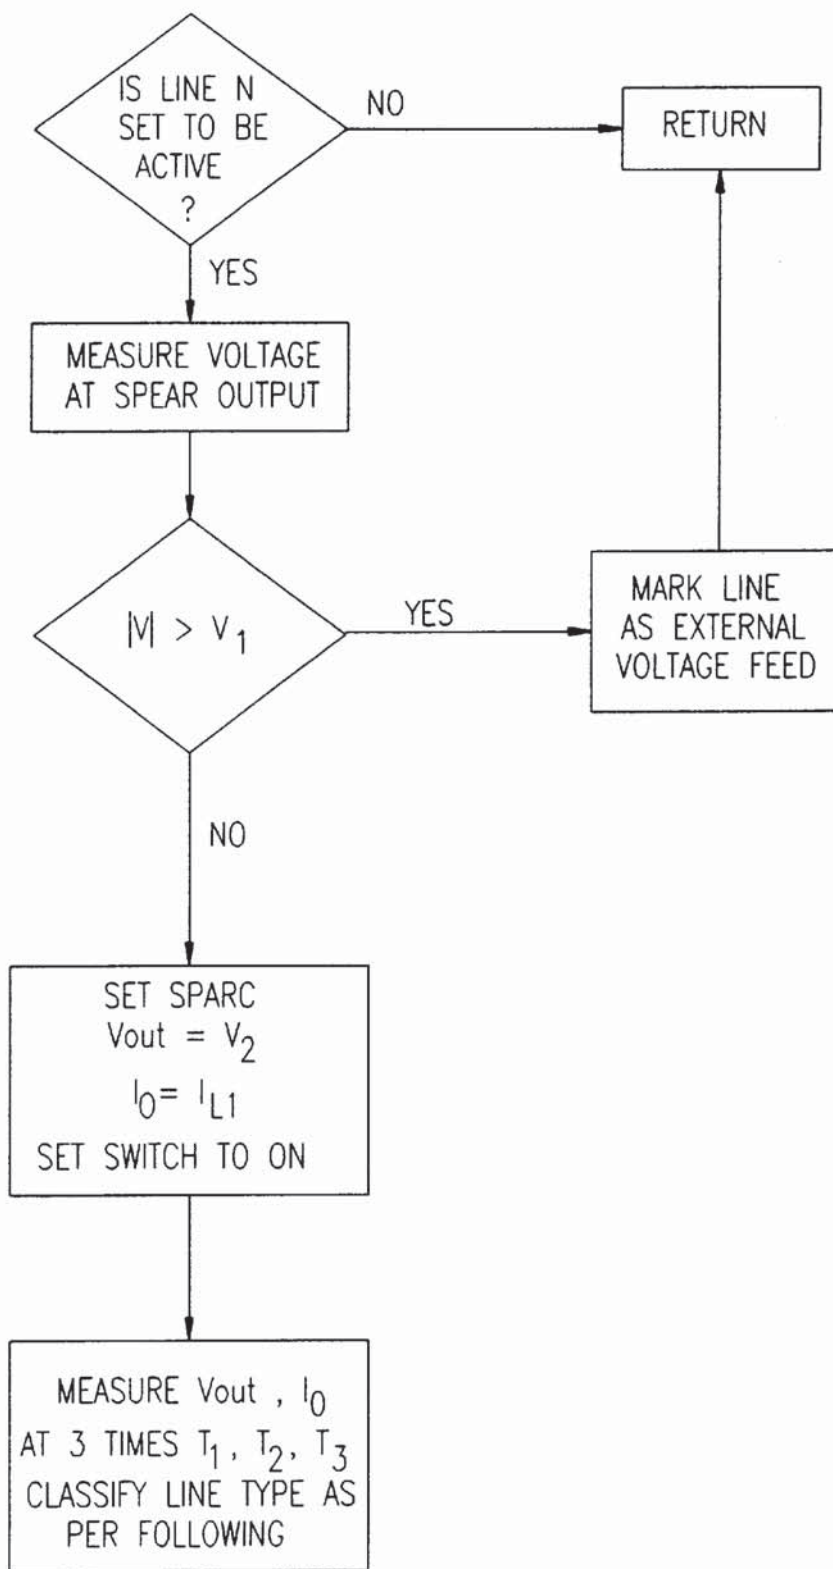 IS LINE N
SET TO BE
ACTIVE
?
NO
RETURN
YES
MEASURE VOLTAGE
AT SPEAR OUTPUT
|V| > V1
YES
MARK LINE
AS EXTERNAL
VOLTAGE FEED
NO
SET SPARC
Vout = V2
I0= IL1
SET SWITCH TO ON
MEASURE Vout , I0
AT 3 TIMES T1, T2, T3
CLASSIFY LINE TYPE AS
PER FOLLOWING